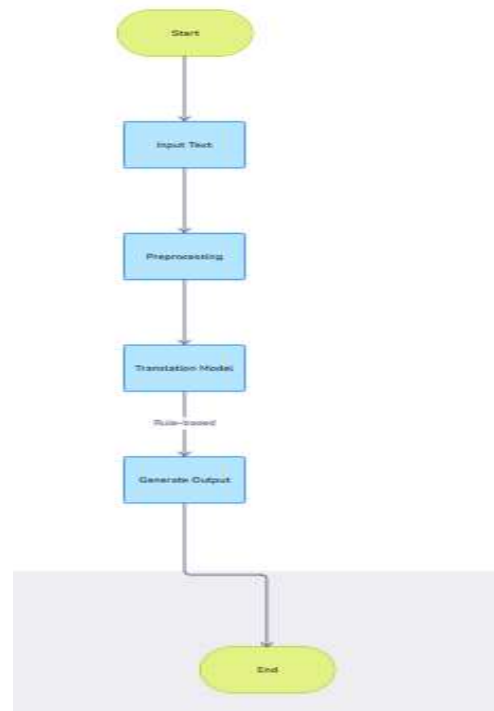 Start
Input Text
Preprocessing
Translation Model
Rule-based
Generate Output
End